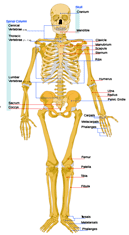 Skull
Cranium
Spinal Column
Cervical
Vertebrae
Mandible
Thoracic
Vertebrae
Clavicle
Manubrium
Scapula
Sternum
Ribs
Lumbar
Vertebrae
Humerus
Ulna
Radius
Pelvic Girdle
Sacrum
Coccyx
Carpals
Metacarpals
Phalanges
Femur
Patella
Tibia
Fibula
Tarsals
Metatarsals
Phalanges